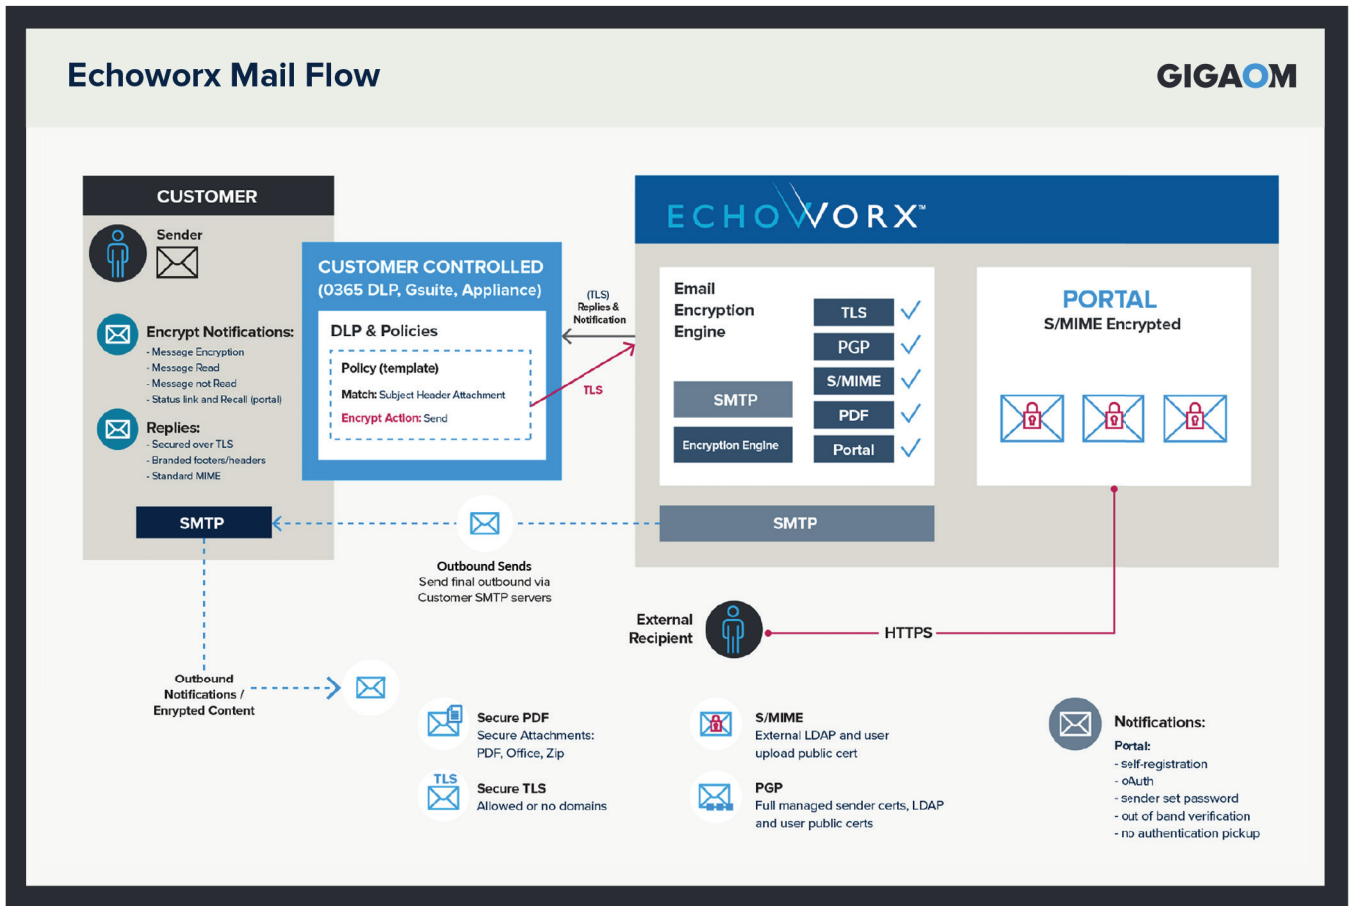 Echoworx Mail Flow
GIGAOM
CUSTOMER
Sender
Encrypt Notifications:
- Message Encryption
- Message Read
- Message not Read
- Status link and Recall (portal)
Replies:
- Secured over TLS
- Branded footers/headers
- Standard MIME
SMTP
CUSTOMER CONTROLLED
(0365 DLP, Gsuite, Appliance)
DLP & Policies
Policy (template)
Match: Subject Header Attachment
Encrypt Action: Send
(TLS)
Replies &
Notification
TLS
ECHOWORX™
Email
Encryption
Engine
SMTP
Encryption Engine
TLS
PGP
S/MIME
PDF
Portal
SMTP
PORTAL
S/MIME Encrypted
Outbound Sends
Send final outbound via
Customer SMTP servers
External
Recipient
HTTPS
Outbound
Notifications /
Enrypted Content
Secure PDF
Secure Attachments:
PDF, Office, Zip
TLS
Secure TLS
Allowed or no domains
S/MIME
External LDAP and user
upload public cert
PGP
Full managed sender certs, LDAP
and user public certs
Notifications:
Portal:
- self-registration
- oAuth
- sender set password
- out of band verification
- no authentication pickup